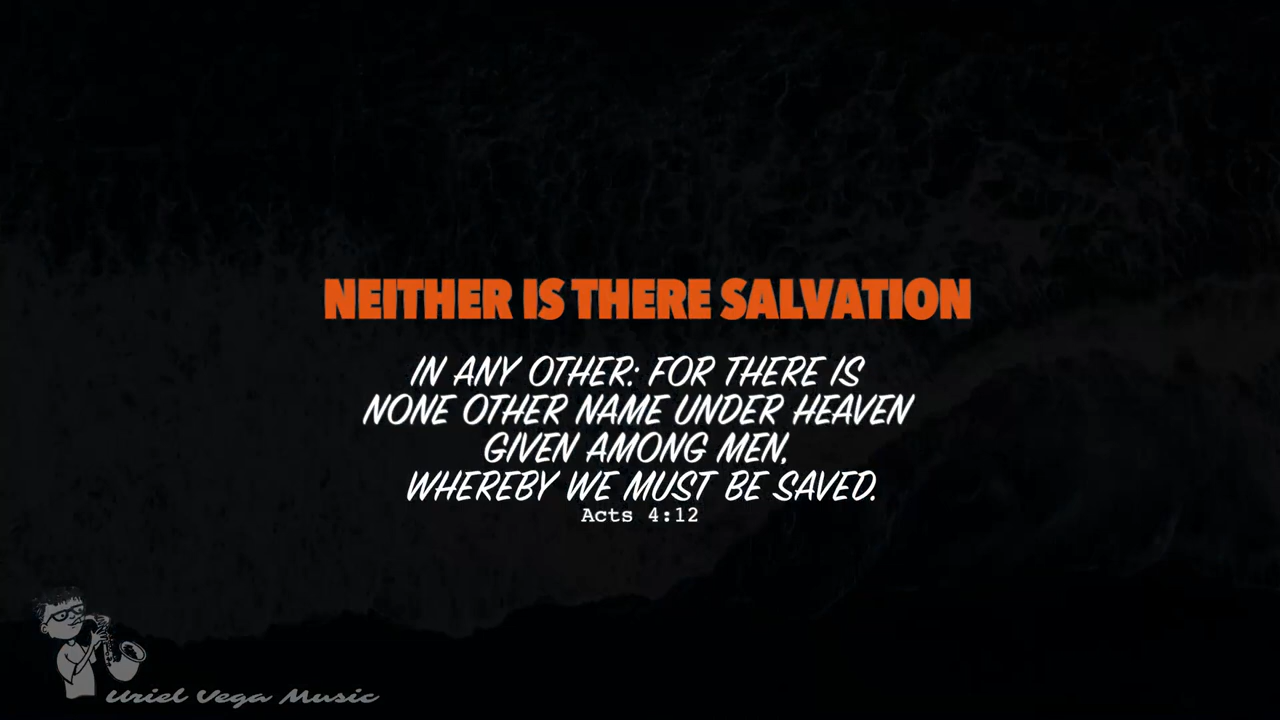 NEITHER IS THERE SALVATION
IN ANY OTHER: FOR THERE IS
NONE OTHER NAME UNDER HEAVEN
GIVEN AMONG MEN,
WHEREBY WE MUST BE SAVED.
Acts 4:12
Uriel Vega Music